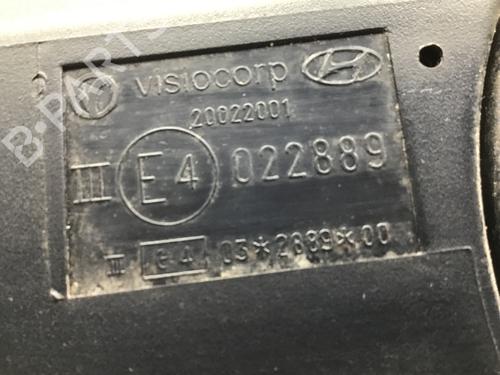 visiocorp
20022001
III E4 022889
III e4 03*2889*00
B-PARTS